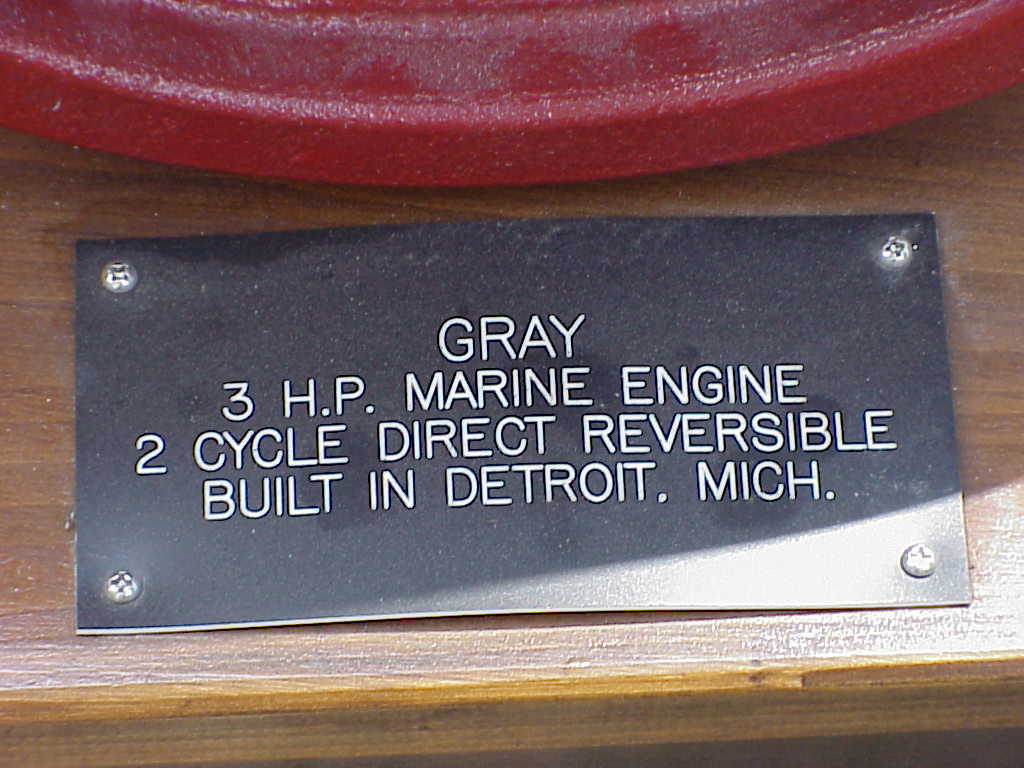 GRAY
3 H.P. MARINE ENGINE
2 CYCLE DIRECT REVERSIBLE
BUILT IN DETROIT. MICH.